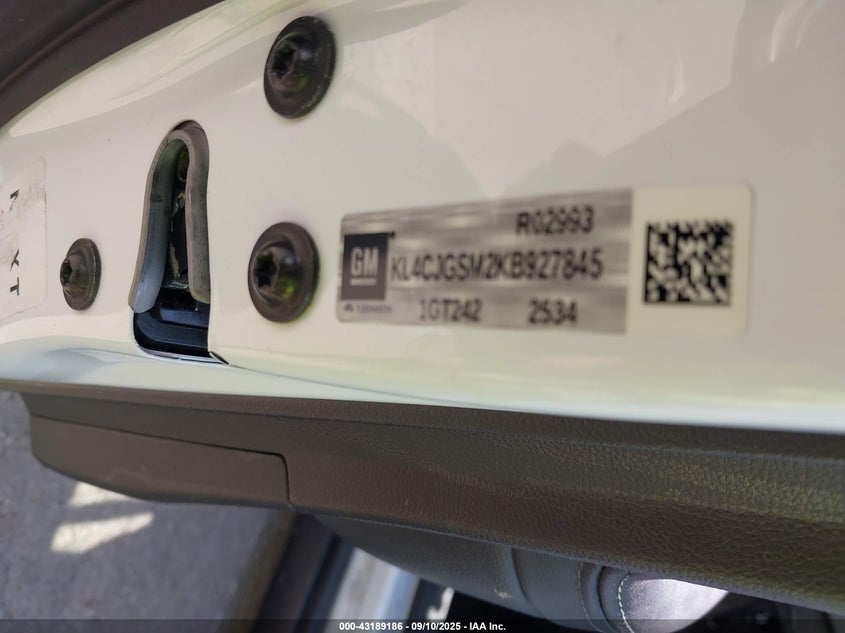 R02993
GM
KL4CJGSM2KB927845
1GT242 2534
000-43189186 - 09/10/2025 - IAA Inc.